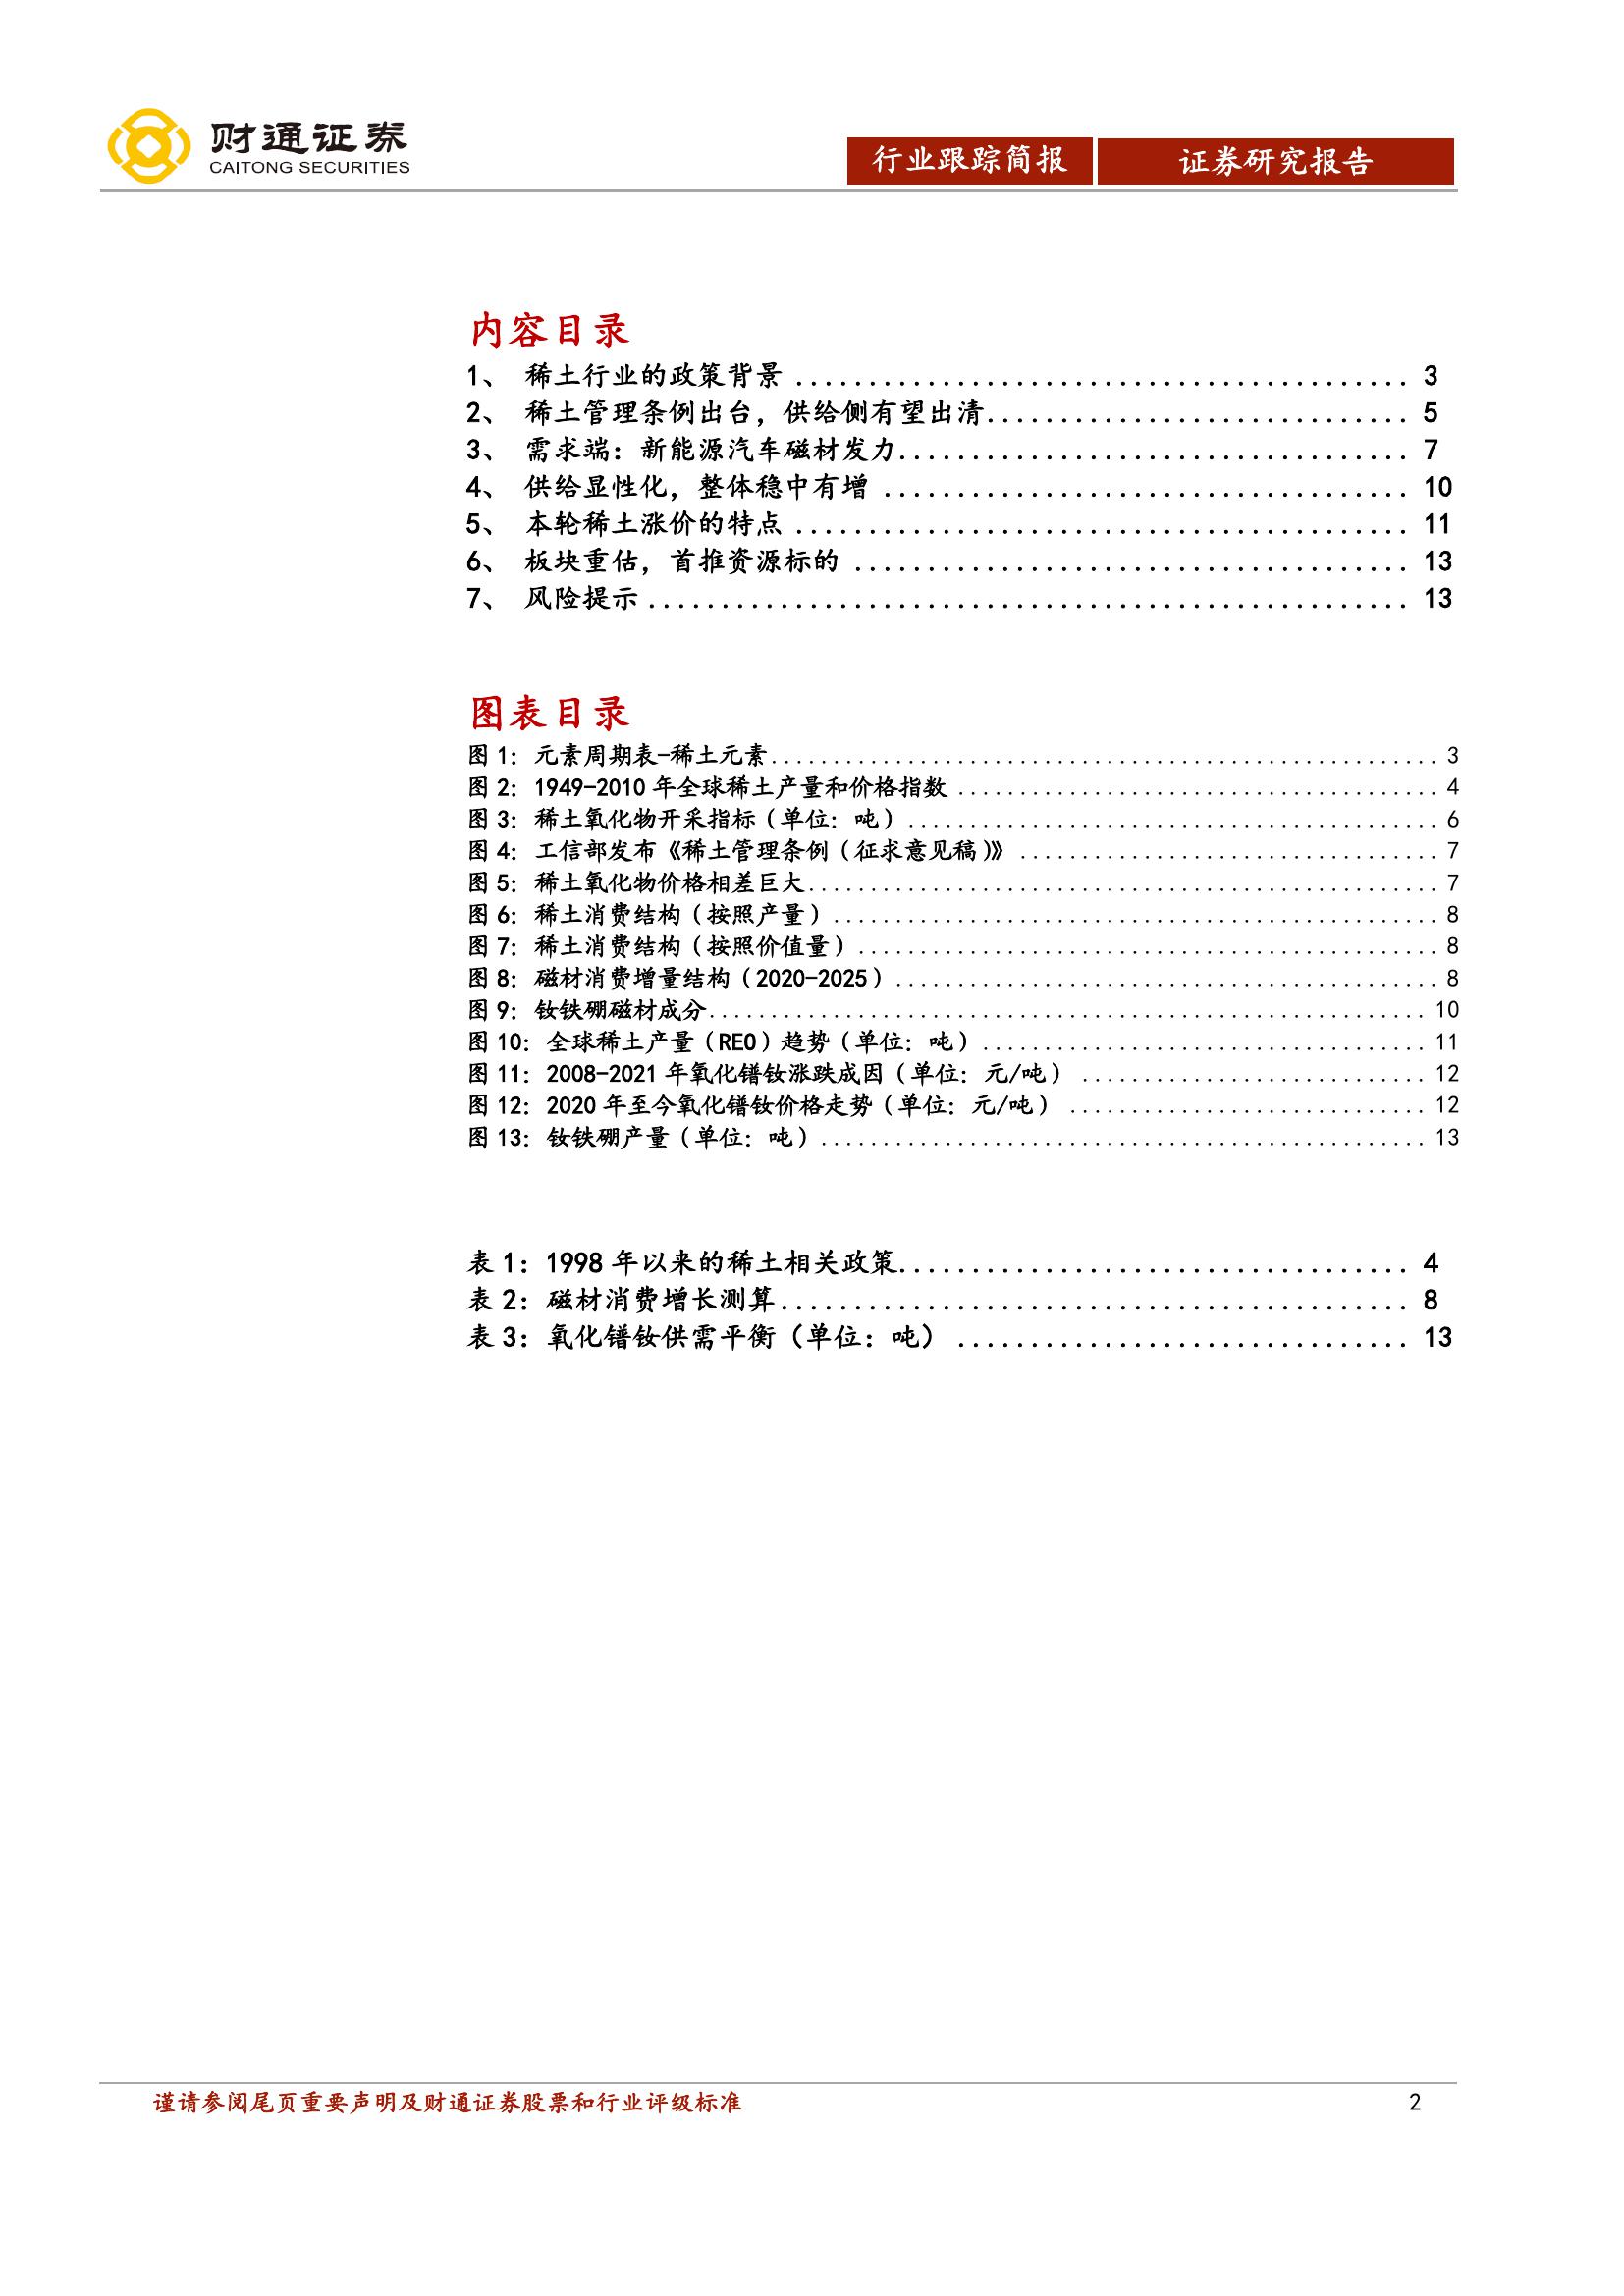 财通证券
CAITONG SECURITIES
行业跟踪简报 证券研究报告
内容目录
1、 稀土行业的政策背景 .......................................... 3
2、 稀土管理条例出台，供给侧有望出清............................. 5
3、 需求端：新能源汽车磁材发力................................... 7
4、 供给显性化，整体稳中有增 .................................... 10
5、 本轮稀土涨价的特点 .......................................... 11
6、 板块重估，首推资源标的 ...................................... 13
7、 风险提示 .................................................... 13
图表目录
图 1：元素周期表-稀土元素...................................................... 3
图 2：1949-2010 年全球稀土产量和价格指数 ....................................... 4
图 3：稀土氧化物开采指标（单位：吨）........................................... 6
图 4：工信部发布《稀土管理条例（征求意见稿）》 .................................. 7
图 5：稀土氧化物价格相差巨大................................................... 7
图 6：稀土消费结构（按照产量）................................................. 8
图 7：稀土消费结构（按照价值量）............................................... 8
图 8：磁材消费增量结构（2020-2025）............................................ 8
图 9：钕铁硼磁材成分.......................................................... 10
图 10：全球稀土产量（REO）趋势（单位：吨）.................................... 11
图 11：2008-2021 年氧化镨钕涨跌成因（单位：元/吨） ............................ 12
图 12：2020 年至今氧化镨钕价格走势（单位：元/吨） ............................. 12
图 13：钕铁硼产量（单位：吨）................................................. 13
表 1：1998 年以来的稀土相关政策................................... 4
表 2：磁材消费增长测算........................................... 8
表 3：氧化镨钕供需平衡（单位：吨） ............................... 13
谨请参阅尾页重要声明及财通证券股票和行业评级标准 2